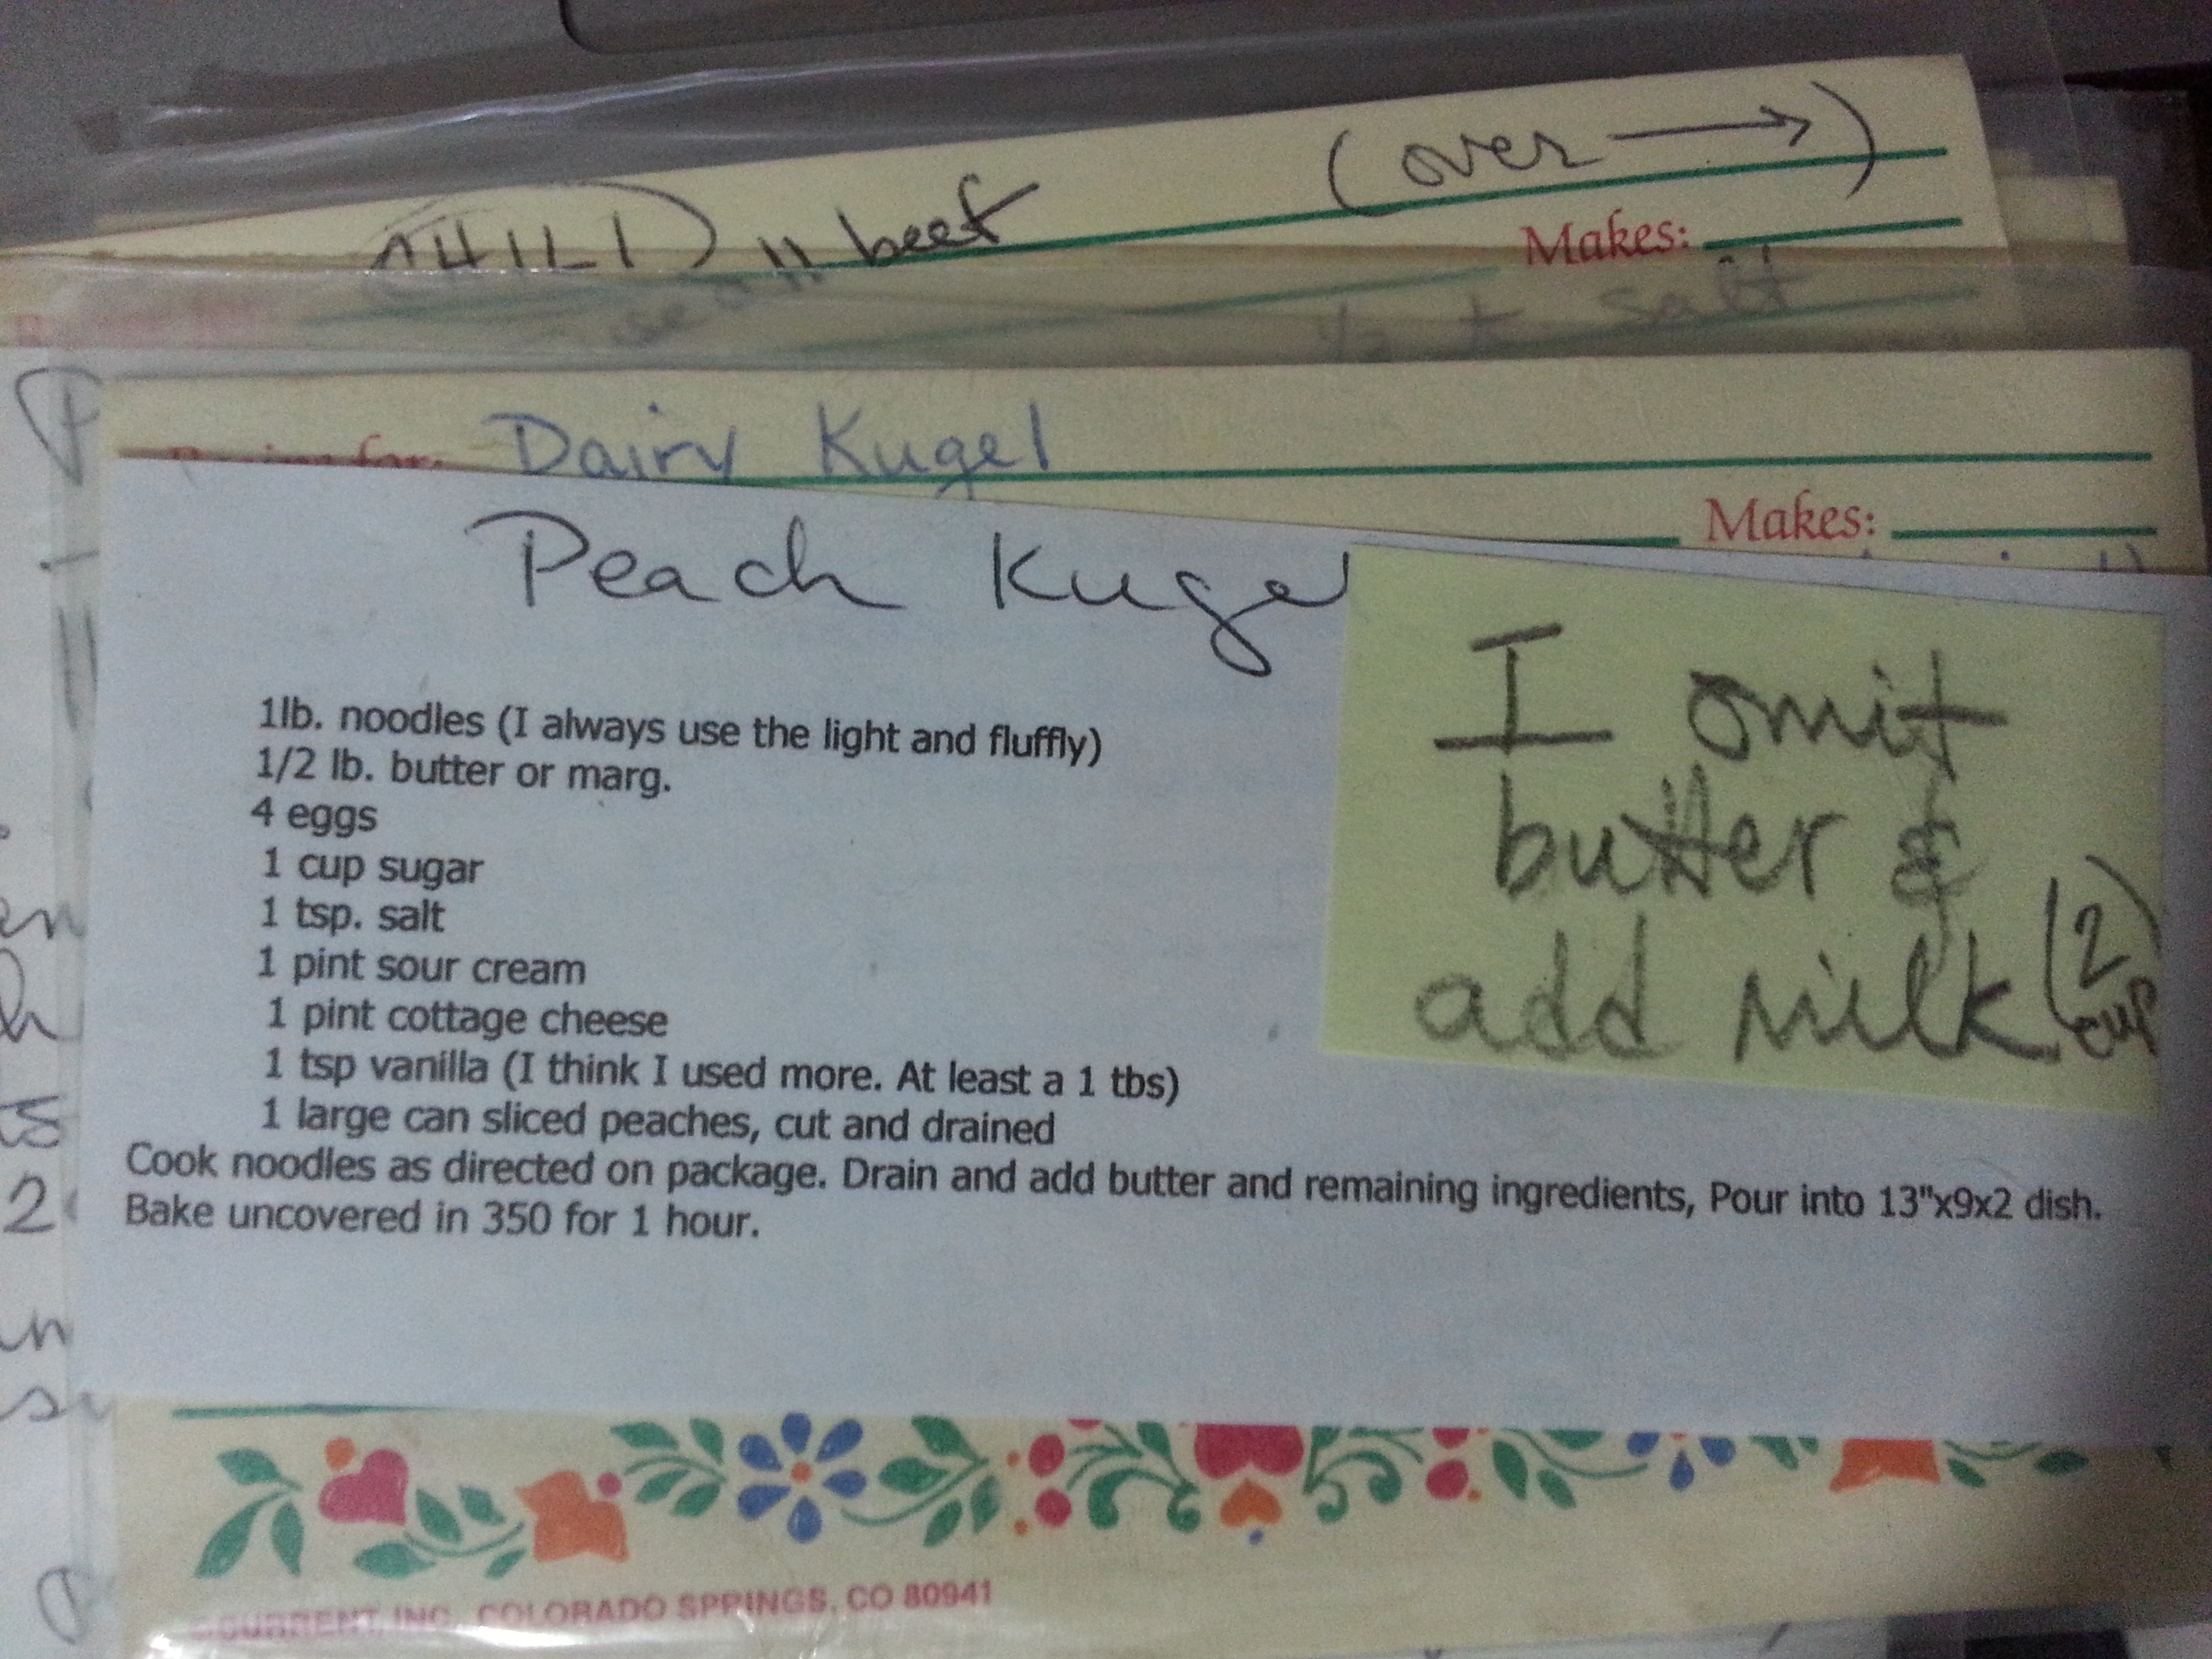 (over →)
CHILI beef
Makes:
1/2 t salt
Dairy Kugel
Makes:
Peach Kugel
1lb. noodles (I always use the light and fluffly)
1/2 lb. butter or marg.
4 eggs
1 cup sugar
1 tsp. salt
1 pint sour cream
1 pint cottage cheese
1 tsp vanilla (I think I used more. At least a 1 tbs)
1 large can sliced peaches, cut and drained
Cook noodles as directed on package. Drain and add butter and remaining ingredients, Pour into 13"x9x2 dish.
Bake uncovered in 350 for 1 hour.
I omit
butter &
add milk (2 cup)
©CURRENT, INC. COLORADO SPRINGS, CO 80941